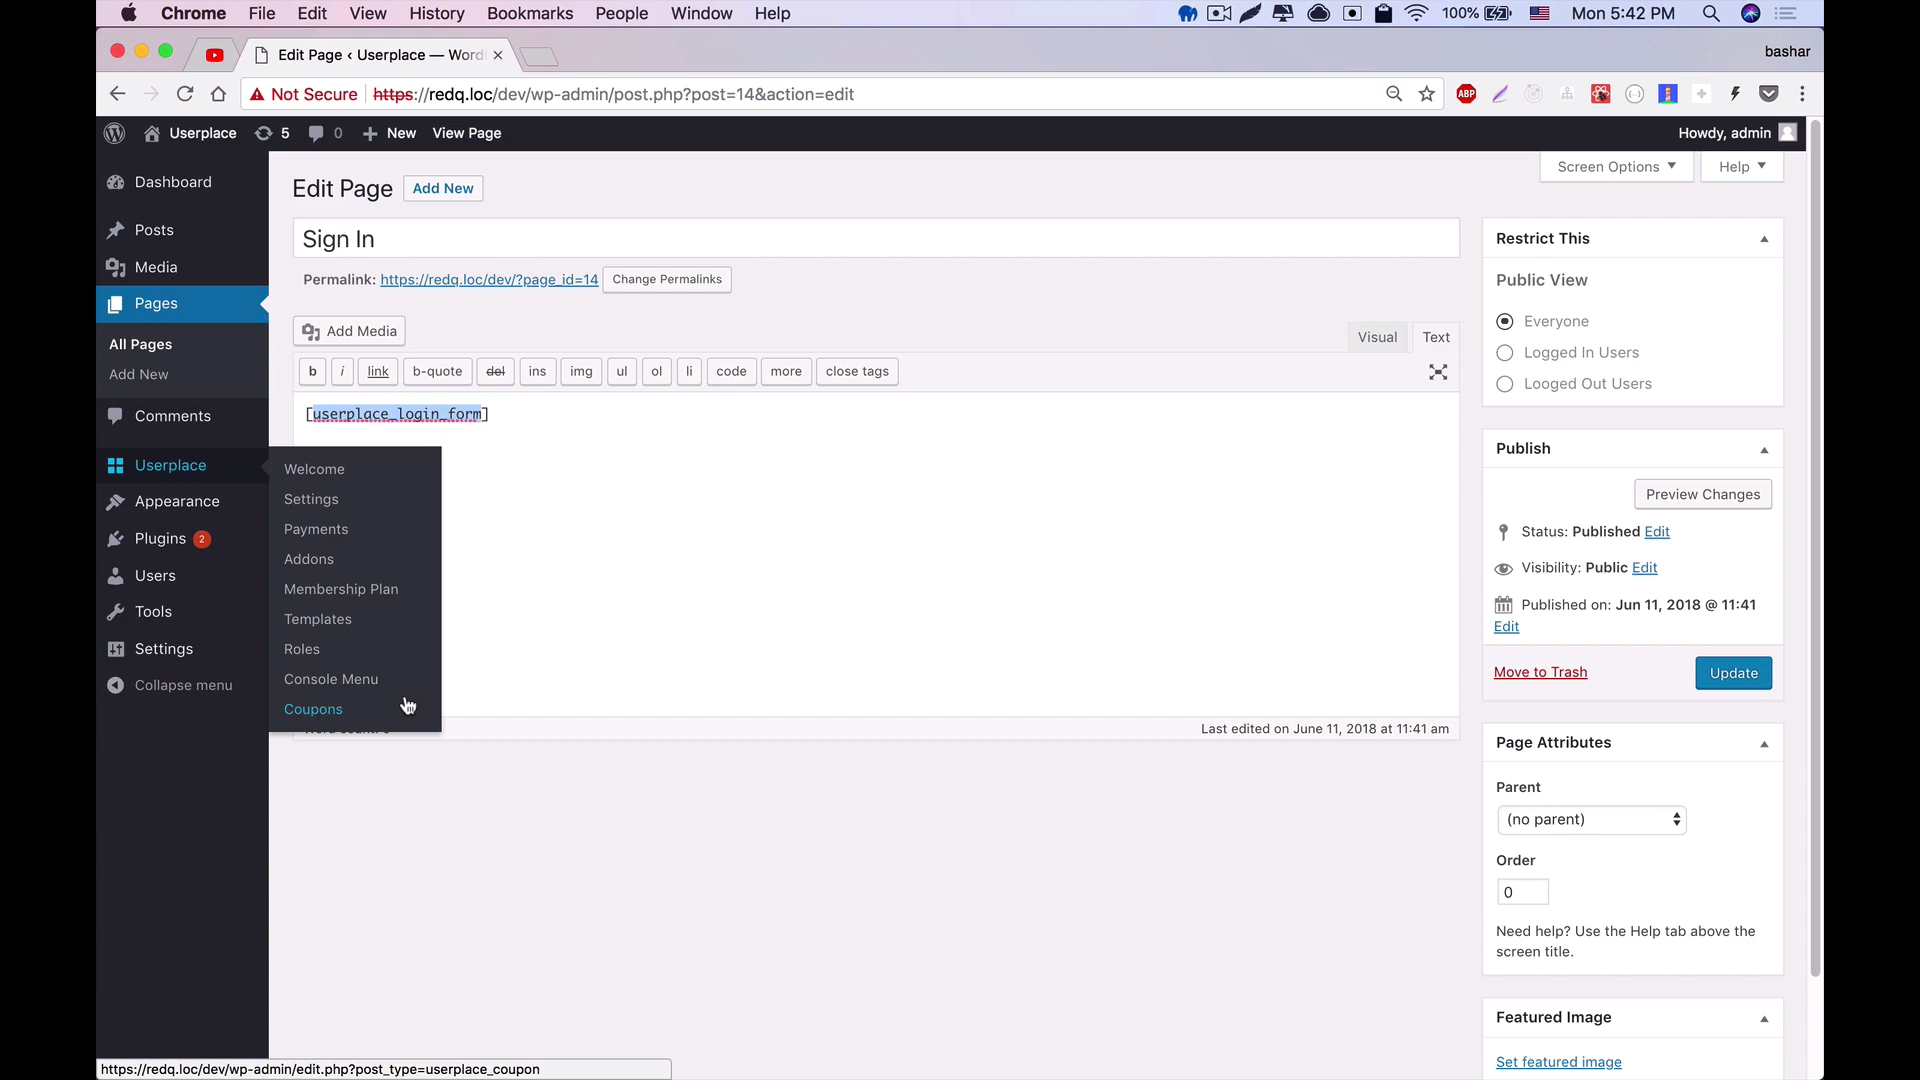 Chrome File Edit View History Bookmarks People Window Help 100% Mon 5:42 PM
Edit Page ‹ Userplace — Word
bashar
Not Secure https://redq.loc/dev/wp-admin/post.php?post=14&action=edit
ABP
Userplace 5 0 New View Page Howdy, admin
Screen Options Help
Dashboard
Posts
Media
Pages
All Pages
Add New
Comments
Userplace
Appearance
Plugins 2
Users
Tools
Settings
Collapse menu
Welcome
Settings
Payments
Addons
Membership Plan
Templates
Roles
Console Menu
Coupons
Edit Page Add New
Sign In
Permalink: https://redq.loc/dev/?page_id=14 Change Permalinks
Add Media
Visual Text
b i link b-quote del ins img ul ol li code more close tags
[userplace_login_form]
Last edited on June 11, 2018 at 11:41 am
Restrict This
Public View
Everyone
Logged In Users
Looged Out Users
Publish
Preview Changes
Status: Published Edit
Visibility: Public Edit
Published on: Jun 11, 2018 @ 11:41
Edit
Move to Trash Update
Page Attributes
Parent
(no parent)
Order
0
Need help? Use the Help tab above the
screen title.
Featured Image
Set featured image
https://redq.loc/dev/wp-admin/edit.php?post_type=userplace_coupon